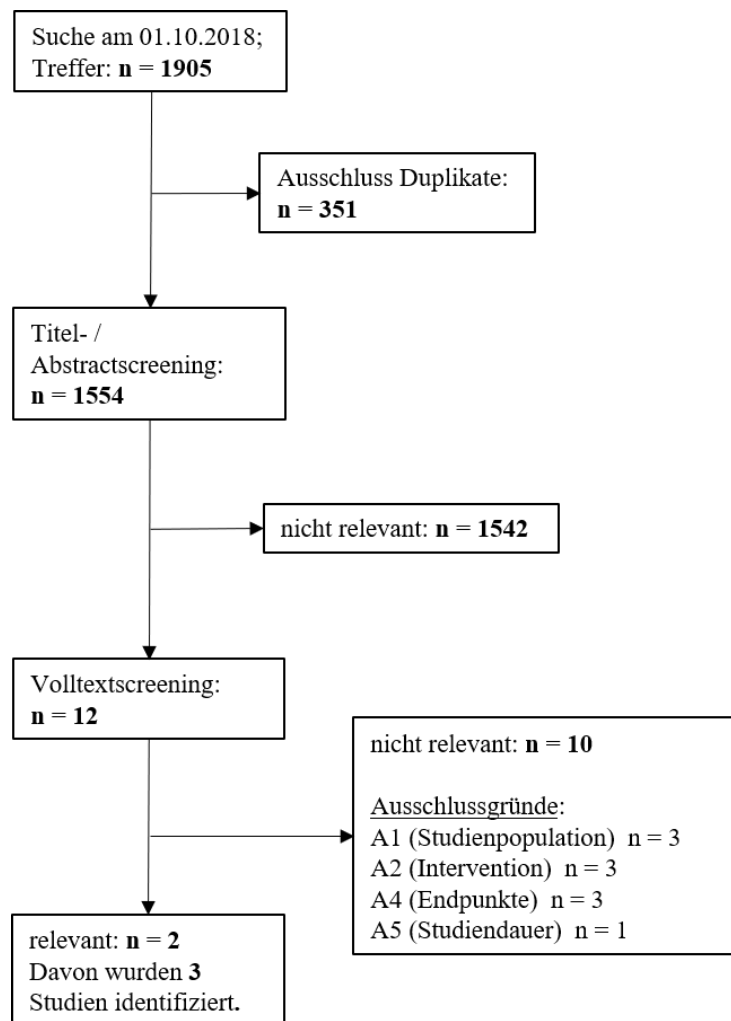 Suche am 01.10.2018;
Treffer: n = 1905
Ausschluss Duplikate:
n = 351
Titel- /
Abstractscreening:
n = 1554
nicht relevant: n = 1542
Volltextscreening:
n = 12
nicht relevant: n = 10
Ausschlussgründe:
A1 (Studienpopulation) n = 3
A2 (Intervention) n = 3
A4 (Endpunkte) n = 3
A5 (Studiendauer) n = 1
relevant: n = 2
Davon wurden 3
Studien identifiziert.